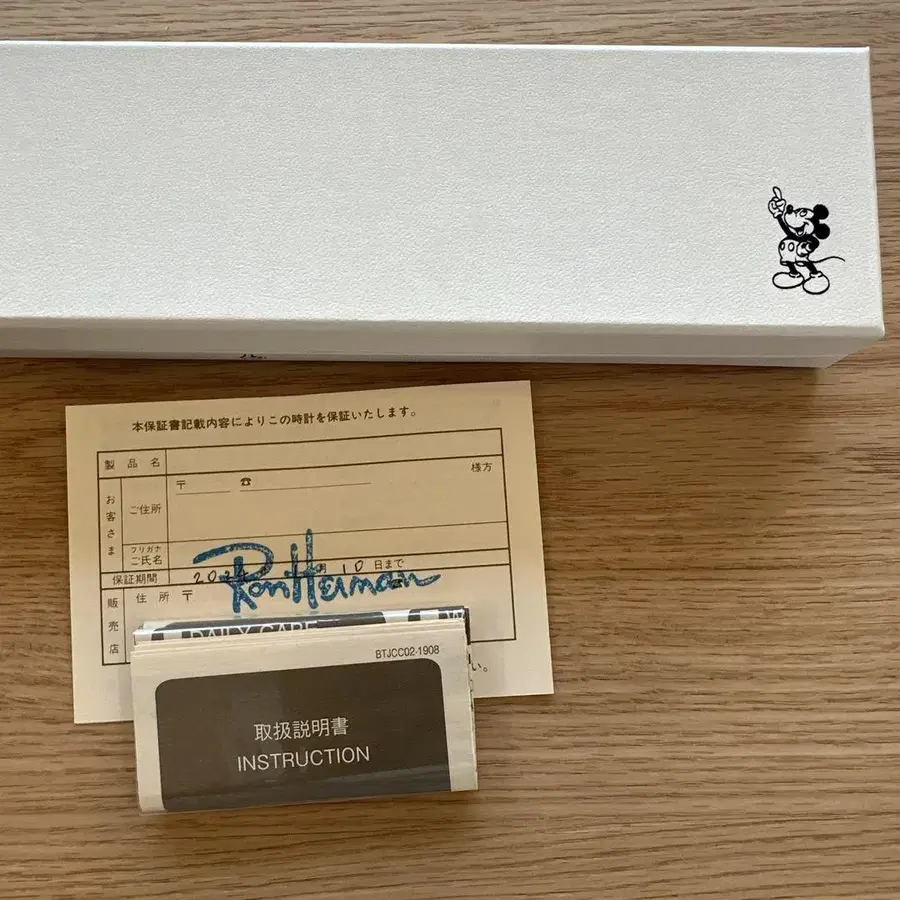 本保証書記載内容によりこの時計を保証いたします。
製品名
様方
お客さま
ご住所
〒 ☎
フリガナ
ご氏名
保証期間 2024 月 10 日まで
Ron Herman
販売店
住所 〒
DAILY CARE
い。
BTJCC02-1908
取扱説明書
INSTRUCTION